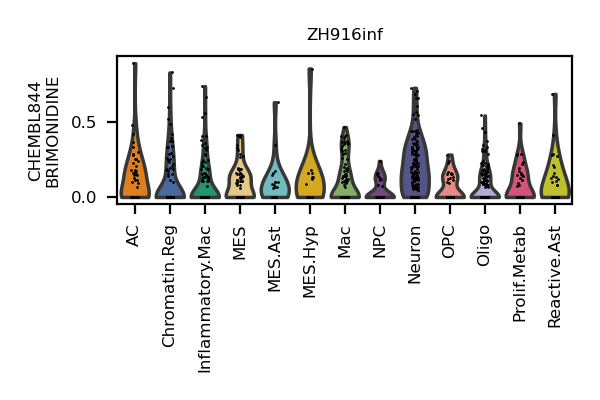 ZH916inf
CHEMBL844
BRIMONIDINE
0.5
0.0
AC
Chromatin.Reg
Inflammatory.Mac
MES
MES.Ast
MES.Hyp
Mac
NPC
Neuron
OPC
Oligo
Prolif.Metab
Reactive.Ast